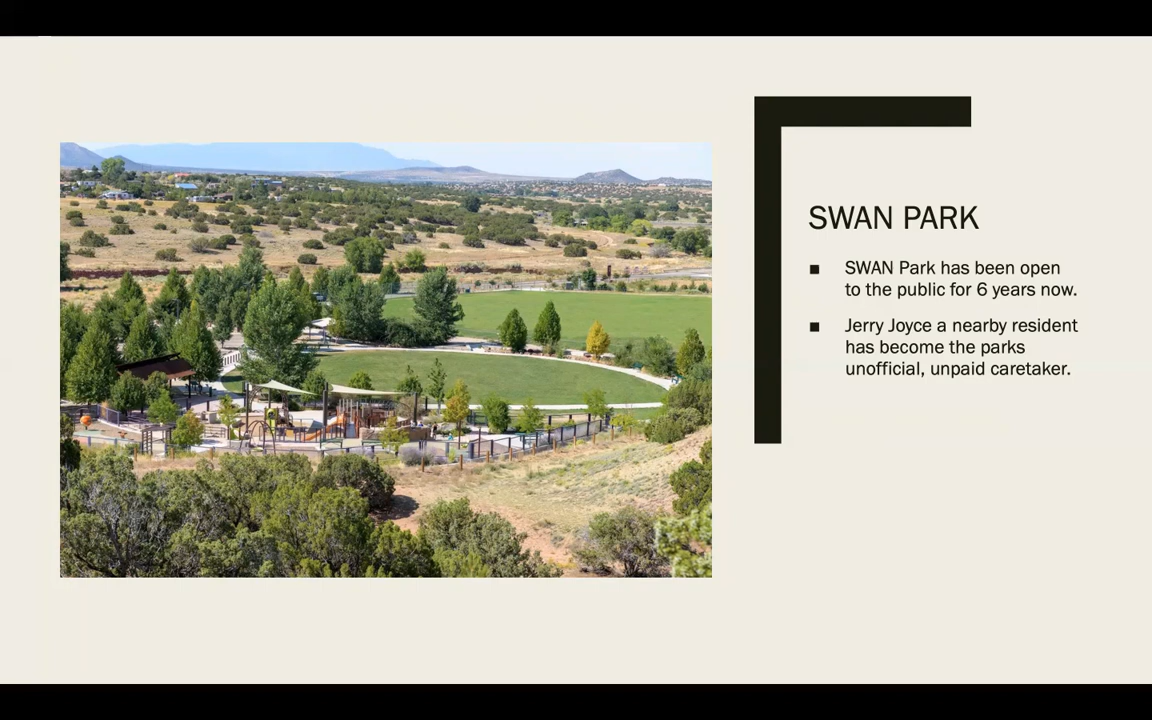 SWAN PARK
■ SWAN Park has been open
to the public for 6 years now.
■ Jerry Joyce a nearby resident
has become the parks
unofficial, unpaid caretaker.